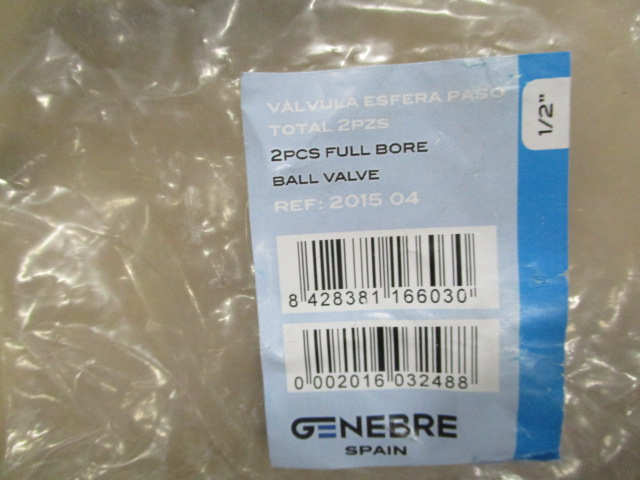 VÁLVULA ESFERA PASO
TOTAL 2PZS
2PCS FULL BORE
BALL VALVE
REF: 2015 04
1/2"
8 428381 166030
0 002016 032488
GENEBRE
SPAIN